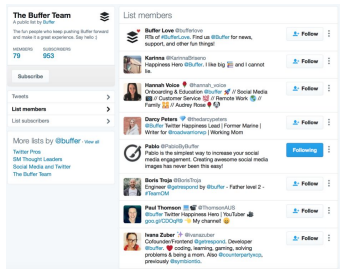 The Buffer Team
A public list by Buffer
The fun people who keep pushing Buffer forward
and make it a great experience. Say hello :)
MEMBERS
79
SUBSCRIBERS
953
Subscribe
Tweets
List members
List subscribers
More lists by @buffer · View all
Twitter Pros
SM Thought Leaders
Social Media and Twitter
The Buffer Team
List members
Buffer Love @bufferlove
RTs of #BufferLove. Find us @Buffer for news,
support, and other fun things!
Follow
Karinna @KarinnaBriseno
Happiness Hero @Buffer. I like big and I cannot
lie.
Follow
Hannah Voice @hannah_voice
Onboarding & Education @buffer // Social Media
// Customer Service // Remote Work //
Family // Audrey Rose
Follow
Darcy Peters @thedarcypeters
@buffer Twitter Happiness Lead | Former Marine |
Writer for @roadwarriorvp | Working Mom
Follow
Pablo @PabloByBuffer
Pablo is the simplest way to increase your social
media engagement. Creating awesome social media
images has never been this easy!
Following
Boris Troja @BorisTroja
Engineer @getrespond by @buffer - Father level 2 -
#TeamOM
Follow
Paul Thomson @ThomsonAUS
@buffer Twitter Happiness Hero | YouTuber
My channel
Follow
Ivana Zuber @ivanazuber
Cofounder/Frontend @getrespond. Developer
@buffer. coding, learning, gaming, solving
problems & being a mom. Also @counterpartykcp,
previously @symbiontio.
Follow